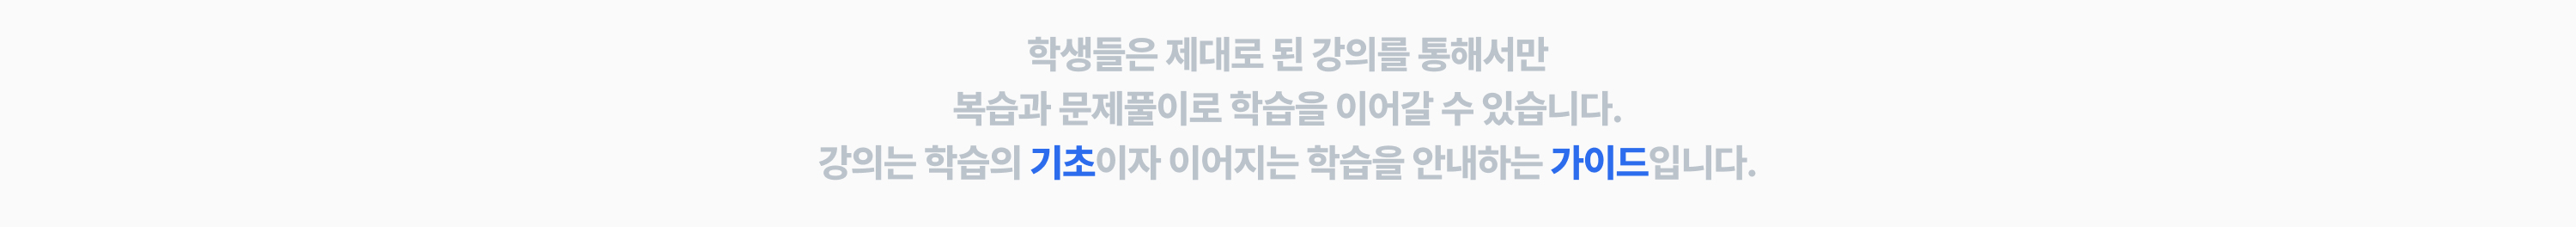 학생들은 제대로 된 강의를 통해서만
복습과 문제풀이로 학습을 이어갈 수 있습니다.
강의는 학습의 기초이자 이어지는 학습을 안내하는 가이드입니다.